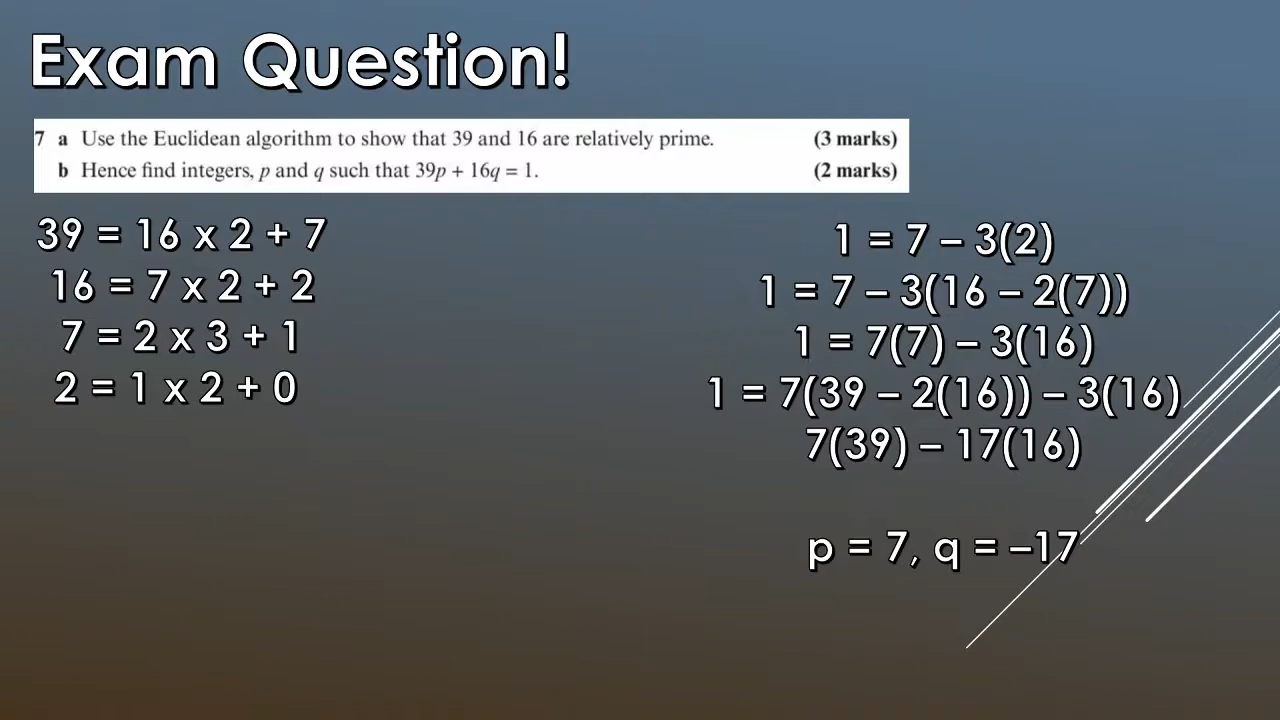 Exam Question!
7 a Use the Euclidean algorithm to show that 39 and 16 are relatively prime. (3 marks)
b Hence find integers, p and q such that 39p + 16q = 1. (2 marks)
39 = 16 x 2 + 7
16 = 7 x 2 + 2
7 = 2 x 3 + 1
2 = 1 x 2 + 0
1 = 7 – 3(2)
1 = 7 – 3(16 – 2(7))
1 = 7(7) – 3(16)
1 = 7(39 – 2(16)) – 3(16)
7(39) – 17(16)
p = 7, q = –17